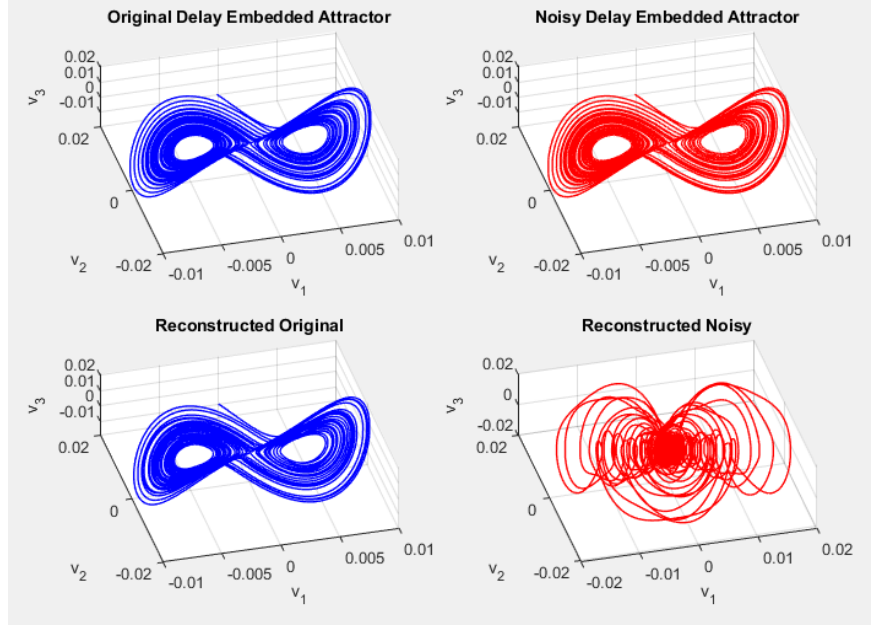 Original Delay Embedded Attractor
0.02
0.01
0
-0.01
v3
0.02
0
-0.02
v2
-0.01
-0.005
0
0.005
0.01
v1
Noisy Delay Embedded Attractor
0.02
0.01
0
-0.01
v3
0.02
0
-0.02
v2
-0.01
-0.005
0
0.005
0.01
v1
Reconstructed Original
0.02
0.01
0
-0.01
v3
0.02
0
-0.02
v2
-0.01
-0.005
0
0.005
0.01
v1
Reconstructed Noisy
0.02
0
-0.02
v3
0.02
0
-0.02
v2
-0.02
-0.01
0
0.01
0.02
v1